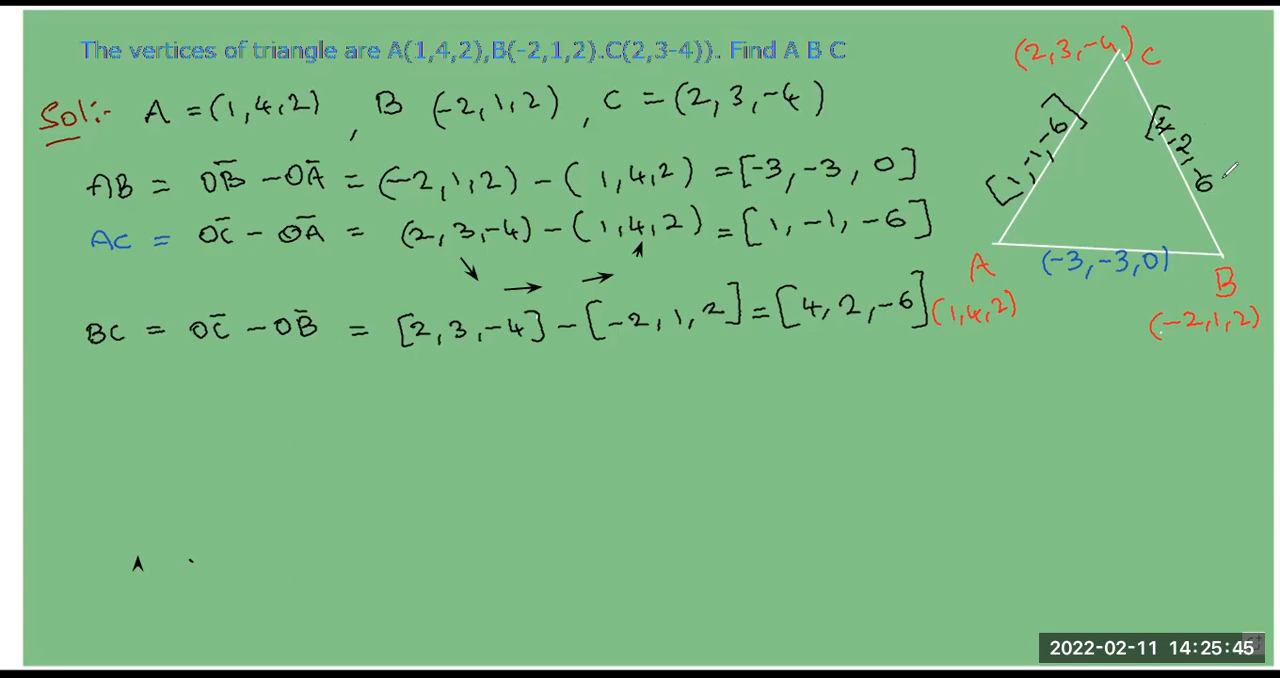 The vertices of triangle are A(1,4,2),B(-2,1,2).C(2,3-4)). Find A B C
(2,3,-4) C
Sol:- A = (1,4,2) , B (-2,1,2) , C = (2,3,-4)
[1,-1,-6] [4,2,-6
AB = OB̄ - OĀ = (-2,1,2) - (1,4,2) = [-3,-3,0]
AC = OC̄ - OĀ = (2,3,-4) - (1,4,2) = [1,-1,-6]
A (-3,-3,0) B
BC = OC̄ - OB̄ = [2,3,-4] - [-2,1,2] = [4,2,-6]
(1,4,2) (-2,1,2)
2022-02-11 14:25:45